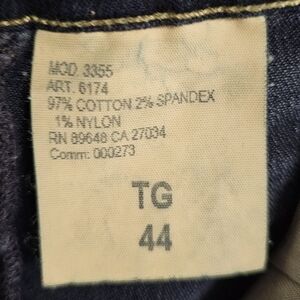 MOD. 3355
ART. 6174
97% COTTON 2% SPANDEX
1% NYLON
RN 89648 CA 27034
Comm: 000273
TG
44